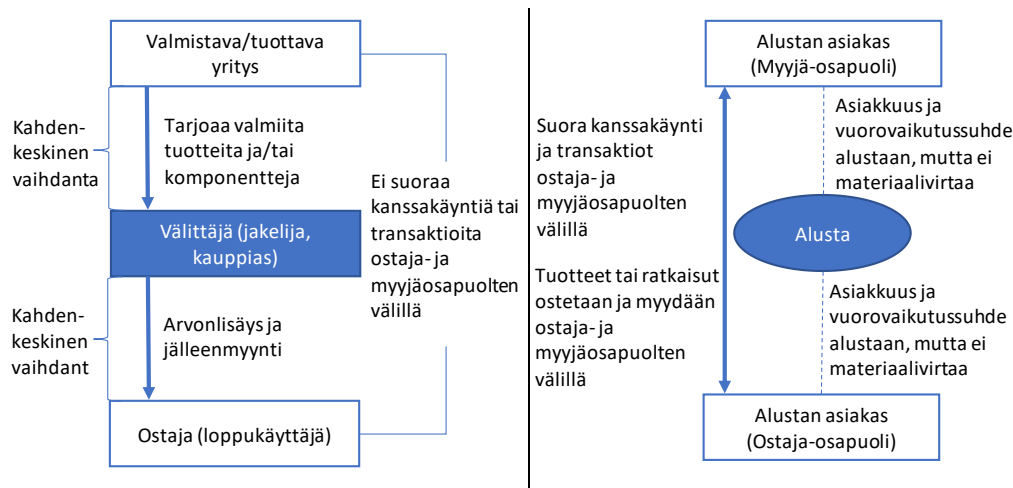 Valmistava/tuottava
yritys
Kahden-
keskinen
vaihdanta
Tarjoaa valmiita
tuotteita ja/tai
komponentteja
Ei suoraa
kanssakäyntiä tai
transaktioita
ostaja- ja
myyjäosapuolten
välillä
Välittäjä (jakelija,
kauppias)
Kahden-
keskinen
vaihdant
Arvonlisäys ja
jälleenmyynti
Ostaja (loppukäyttäjä)
Alustan asiakas
(Myyjä-osapuoli)
Suora kanssakäynti
ja transaktiot
ostaja- ja
myyjäosapuolten
välillä
Asiakkuus ja
vuorovaikutussuhde
alustaan, mutta ei
materiaalivirtaa
Alusta
Tuotteet tai ratkaisut
ostetaan ja myydään
ostaja- ja
myyjäosapuolten
välillä
Asiakkuus ja
vuorovaikutussuhde
alustaan, mutta ei
materiaalivirtaa
Alustan asiakas
(Ostaja-osapuoli)